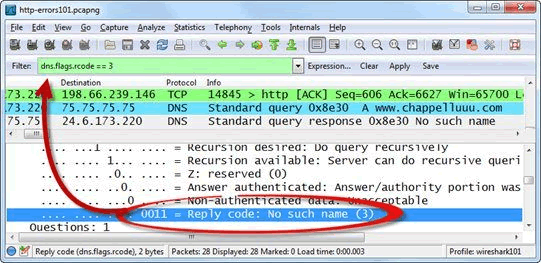 http-errors101.pcapng
File Edit View Go Capture Analyze Statistics Telephony Tools Internals Help
Filter: dns.flags.rcode == 3 Expression... Clear Apply Save
Destination Protocol Info
73.22 198.66.239.146 TCP 14845 > http [ACK] Seq=606 Ack=6627 Win=65700 Le
73.220 75.75.75.75 DNS Standard query 0x8e30 A www.chappelluuu.com
75.75 24.6.173.220 DNS Standard query response 0x8e30 No such name
.... ...1 .... .... = Recursion desired: Do query recursively
.... .... 1... .... = Recursion available: Server can do recursive queri
.... .... .0.. .... = Z: reserved (0)
.... .... ..0. .... = Answer authenticated: Answer/authority portion was
.... .... ...0 .... = Non-authenticated data: Unacceptable
.... .... .... 0011 = Reply code: No such name (3)
Questions: 1
Reply code (dns.flags.rcode), 2 bytes Packets: 28 Displayed: 28 Marked: 0 Load time: 0:00.003 Profile: wireshark101